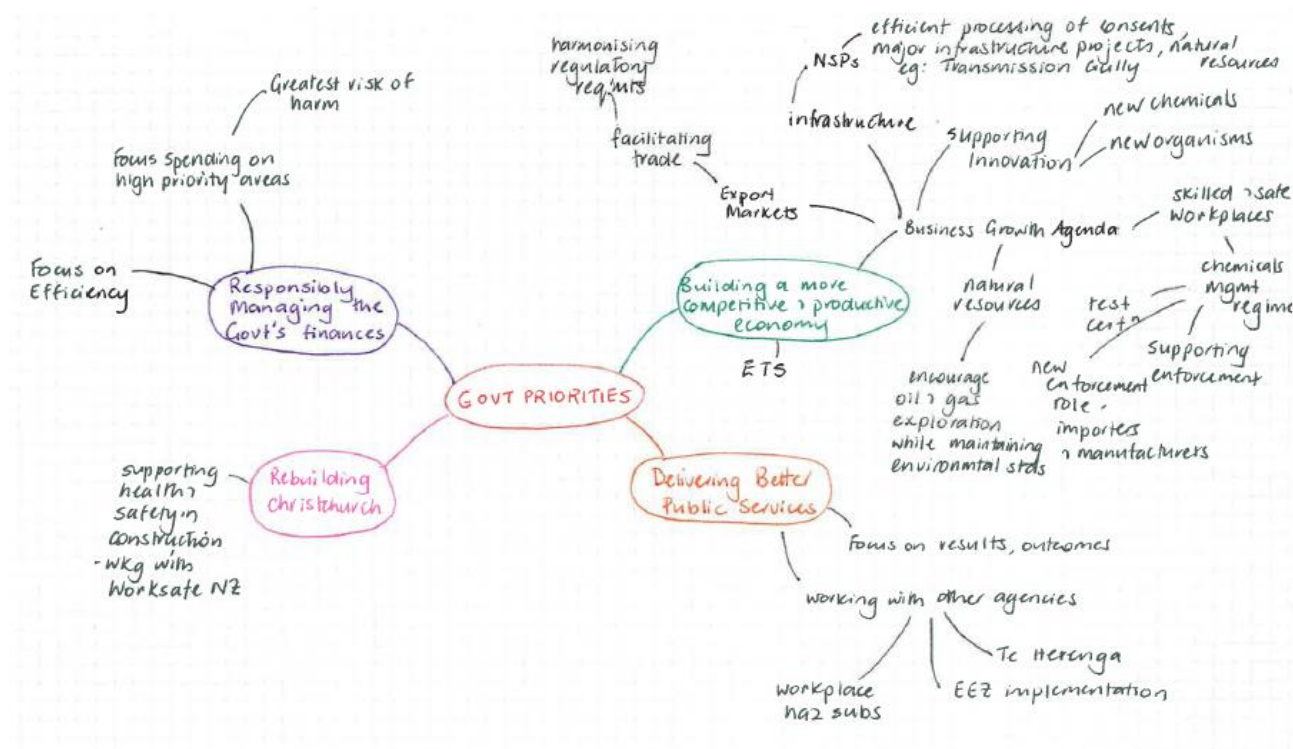 GOVT PRIORITIES
Responsibly
Managing the
Govt's finances
Focus spending on
high priority areas
Greatest risk of
harm
Focus on
Efficiency
Rebuilding
Christchurch
supporting
health &
safety in
construction
- wkg with
Worksafe NZ
Building a more
competitive & productive
economy
ETS
Business Growth Agenda
Export
Markets
facilitating
trade
harmonising
regulatory
reqmts
infrastructure
NSPs
efficient processing of consents,
major infrastructure projects, natural
resources
eg: Transmission Gully
supporting
Innovation
new chemicals
new organisms
skilled & safe
workplaces
chemicals
mgmt
regime
test
certn
new
enforcement
role,
importers
& manufacturers
supporting
enforcement
natural
resources
encourage
oil & gas
exploration
while maintaining
environmtal stds
Delivering Better
Public Services
Focus on results, outcomes
working with other agencies
workplace
haz subs
EEZ implementation
Te Herenga